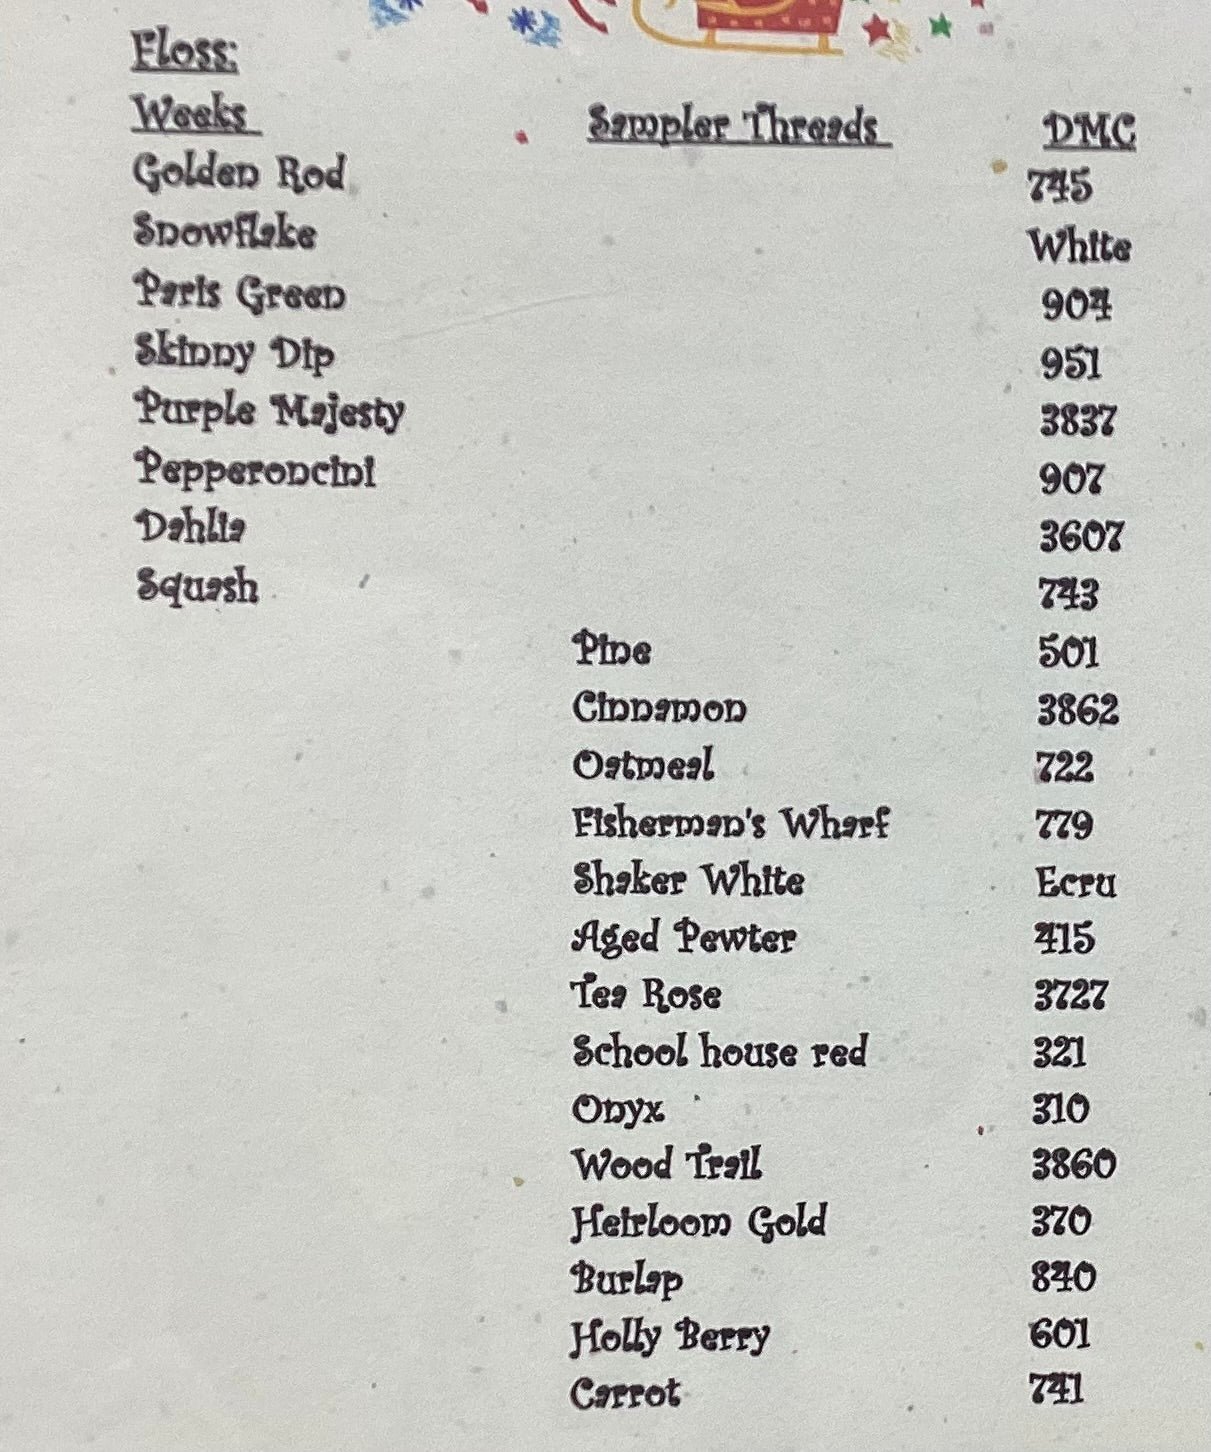 Floss:
Weeks Sampler Threads DMC
Golden Rod 745
Snowflake White
Paris Green 904
Skinny Dip 951
Purple Majesty 3837
Pepperoncini 907
Dahlia 3607
Squash 743
Pine 501
Cinnamon 3862
Oatmeal 722
Fisherman's Wharf 779
Shaker White Ecru
Aged Pewter 415
Tea Rose 3727
School house red 321
Onyx 310
Wood Trail 3860
Heirloom Gold 370
Burlap 840
Holly Berry 601
Carrot 741